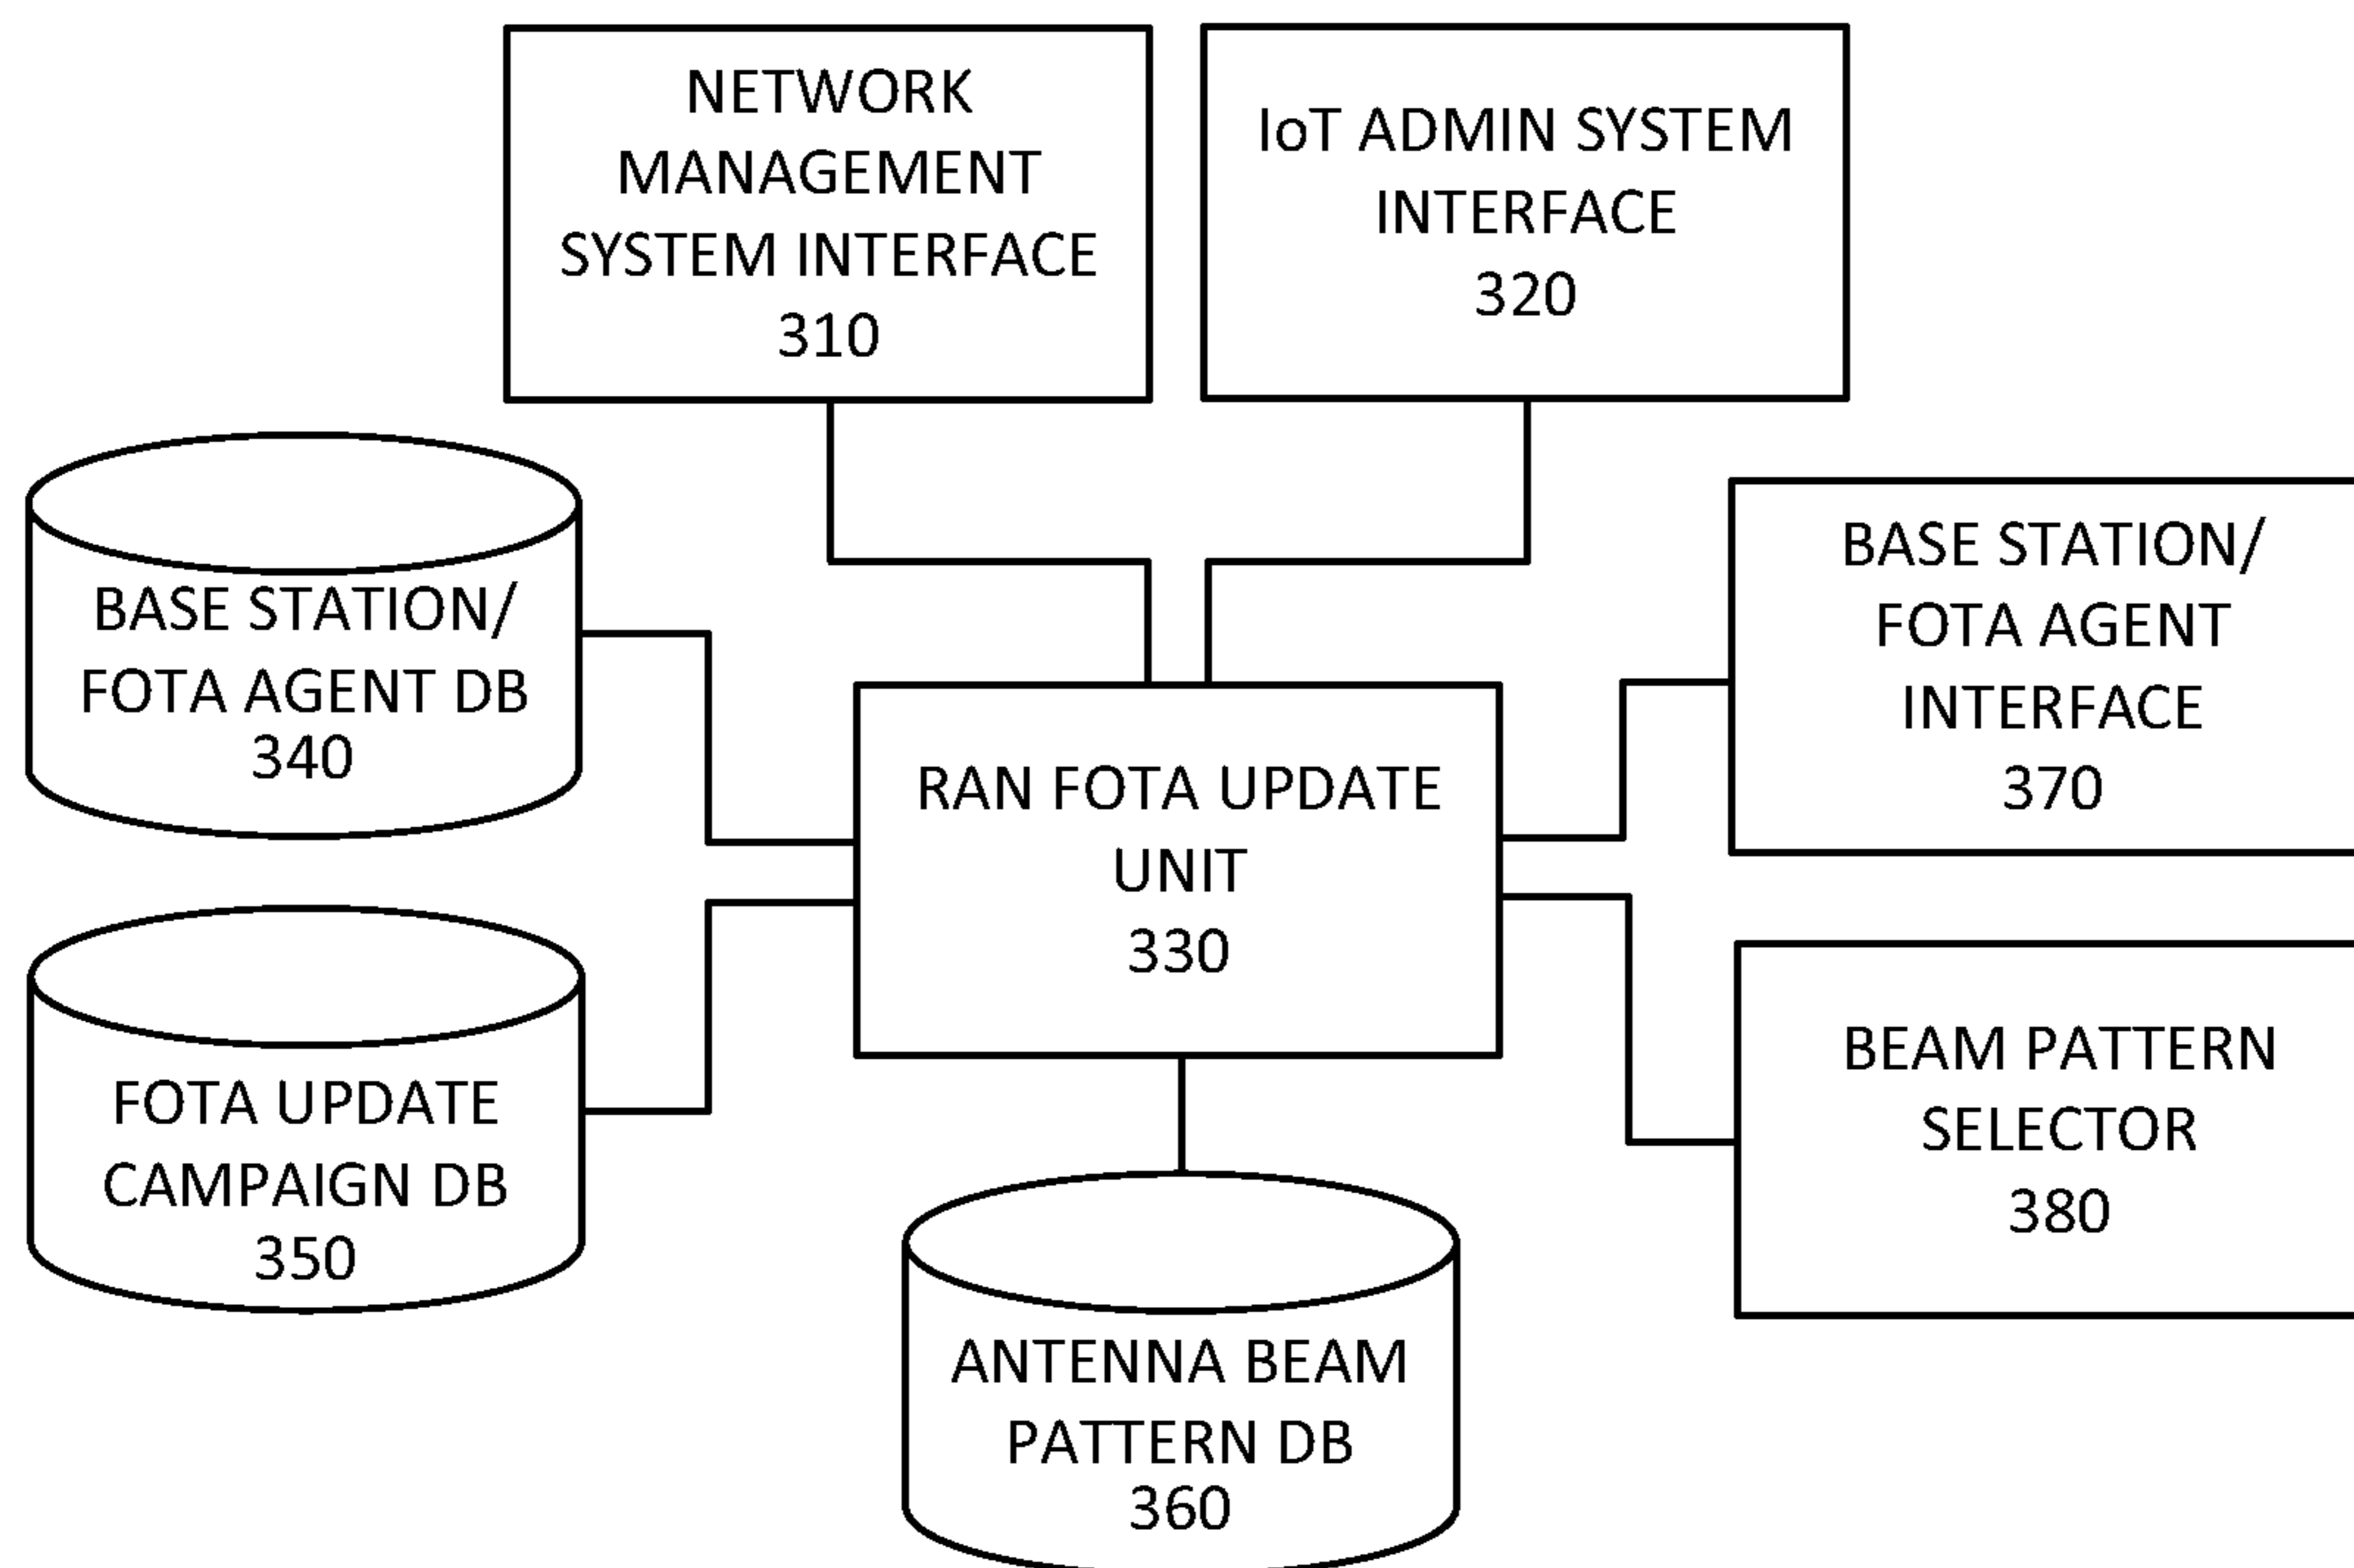 NETWORK
MANAGEMENT
SYSTEM INTERFACE
310
IoT ADMIN SYSTEM
INTERFACE
320
BASE STATION/
FOTA AGENT DB
340
BASE STATION/
FOTA AGENT
INTERFACE
370
RAN FOTA UPDATE
UNIT
330
FOTA UPDATE
CAMPAIGN DB
350
BEAM PATTERN
SELECTOR
380
ANTENNA BEAM
PATTERN DB
360